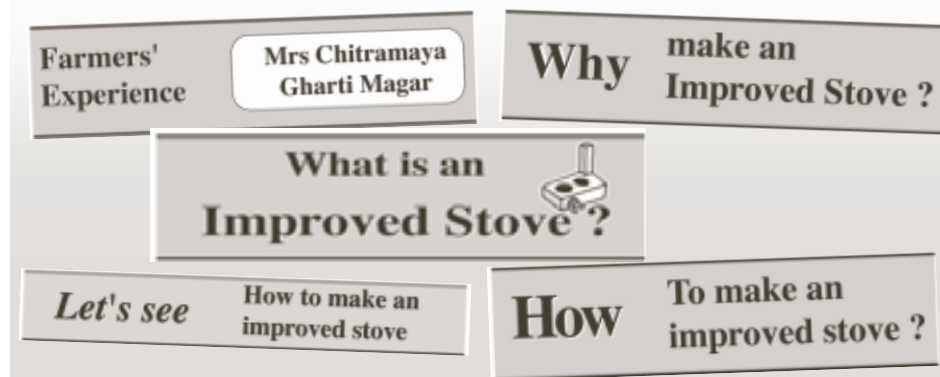 Farmers'
Experience
Mrs Chitramaya
Gharti Magar
Why
make an
Improved Stove ?
What is an
Improved Stove ?
Let's see
How to make an
improved stove
How
To make an
improved stove ?